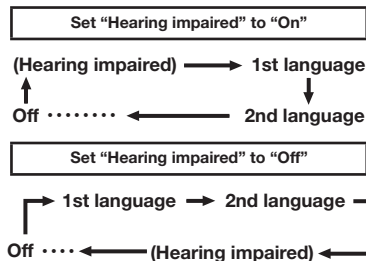 Set “Hearing impaired” to “On”
(Hearing impaired) 1st language
Off 2nd language
Set “Hearing impaired” to “Off”
1st language 2nd language
Off (Hearing impaired)